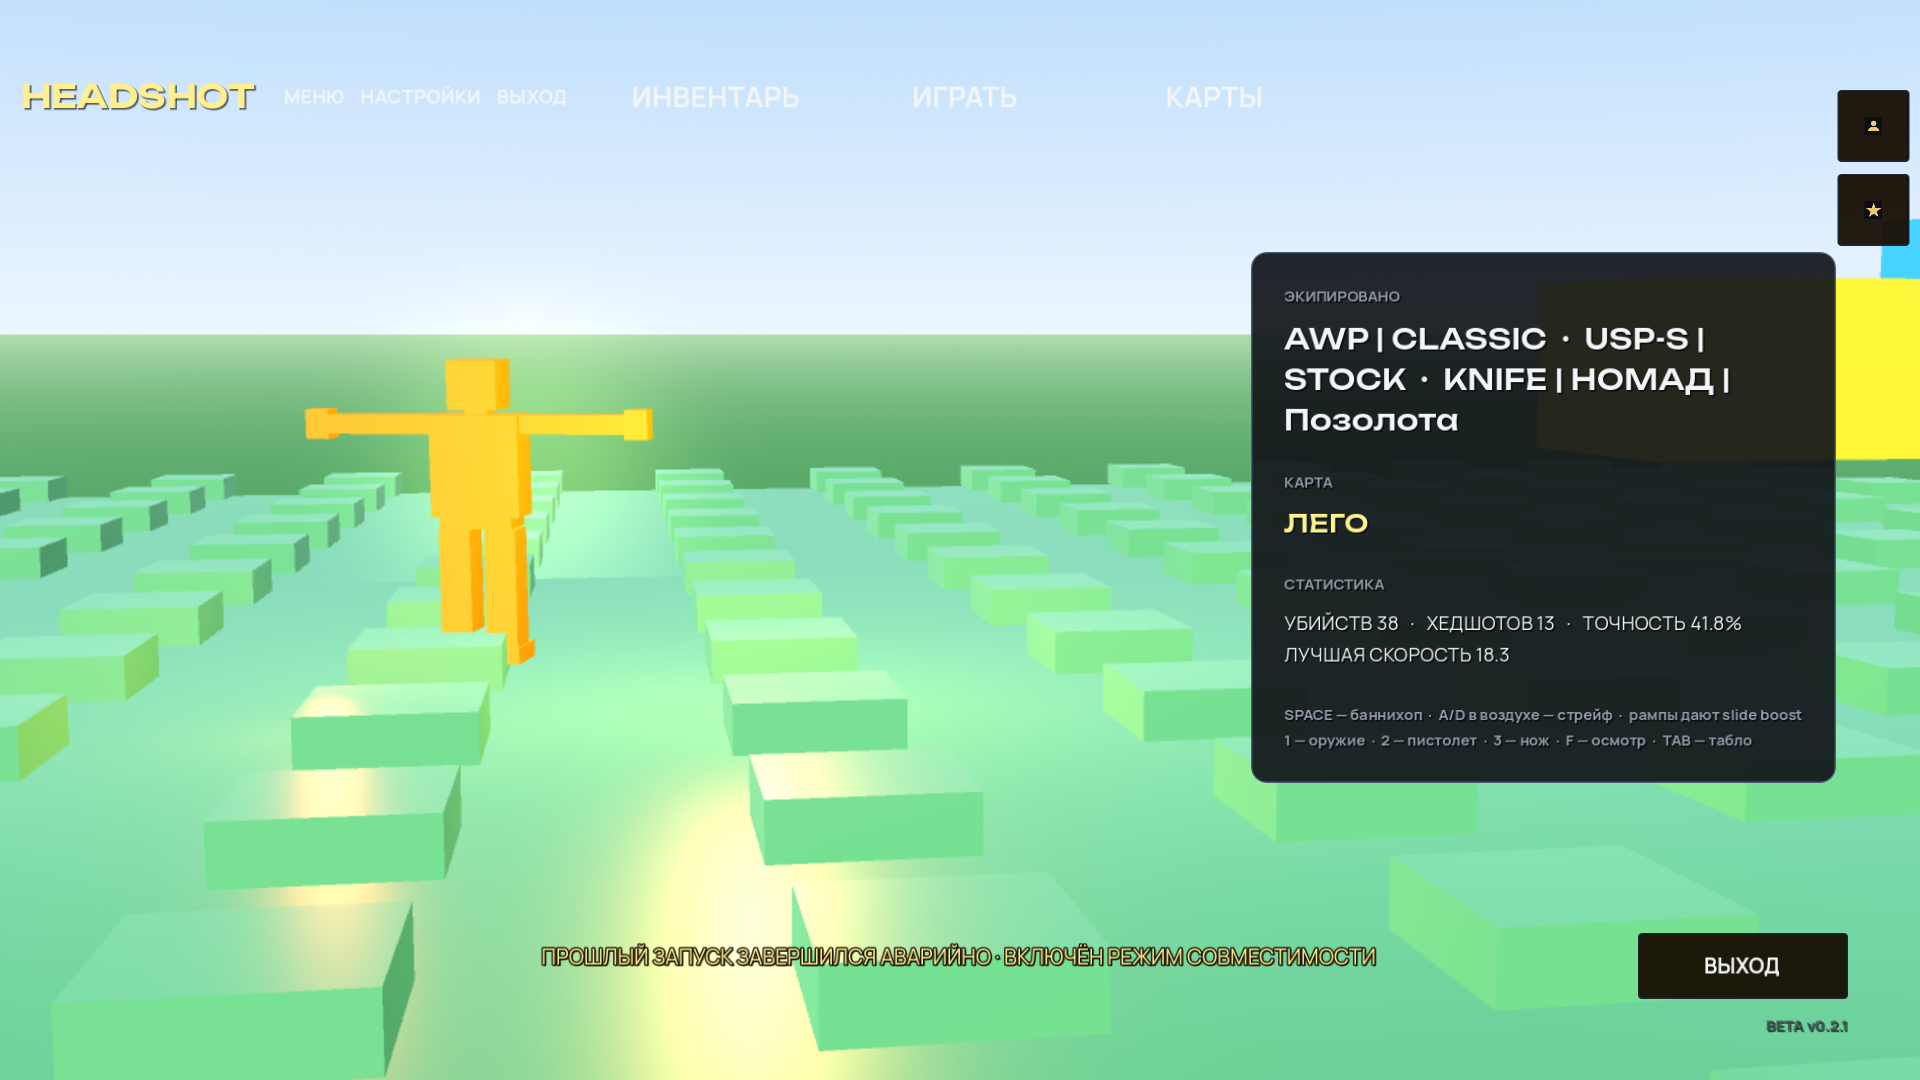 HEADSHOT МЕНЮ НАСТРОЙКИ ВЫХОД ИНВЕНТАРЬ ИГРАТЬ КАРТЫ
ЭКИПИРОВАНО
AWP | CLASSIC · USP-S |
STOCK · KNIFE | НОМАД |
Позолота
КАРТА
ЛЕГО
СТАТИСТИКА
УБИЙСТВ 38 · ХЕДШОТОВ 13 · ТОЧНОСТЬ 41.8%
ЛУЧШАЯ СКОРОСТЬ 18.3
SPACE — баннихоп · A/D в воздухе — стрейф · рампы дают slide boost
1 — оружие · 2 — пистолет · 3 — нож · F — осмотр · TAB — табло
ПРОШЛЫЙ ЗАПУСК ЗАВЕРШИЛСЯ АВАРИЙНО · ВКЛЮЧЁН РЕЖИМ СОВМЕСТИМОСТИ
ВЫХОД
BETA v0.2.1